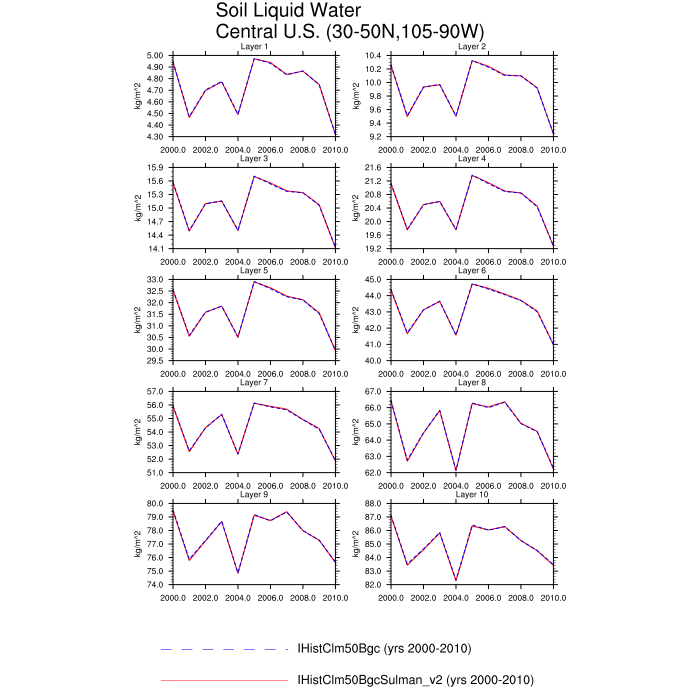 Soil Liquid Water
Central U.S. (30-50N,105-90W)
Layer 1
5.00
4.90
4.80
4.70
4.60
4.50
4.40
4.30
kg/m^2
2000.0 2002.0 2004.0 2006.0 2008.0 2010.0
Layer 2
10.4
10.2
10.0
9.8
9.6
9.4
9.2
kg/m^2
2000.0 2002.0 2004.0 2006.0 2008.0 2010.0
Layer 3
15.9
15.6
15.3
15.0
14.7
14.4
14.1
kg/m^2
2000.0 2002.0 2004.0 2006.0 2008.0 2010.0
Layer 4
21.6
21.2
20.8
20.4
20.0
19.6
19.2
kg/m^2
2000.0 2002.0 2004.0 2006.0 2008.0 2010.0
Layer 5
33.0
32.5
32.0
31.5
31.0
30.5
30.0
29.5
kg/m^2
2000.0 2002.0 2004.0 2006.0 2008.0 2010.0
Layer 6
45.0
44.0
43.0
42.0
41.0
40.0
kg/m^2
2000.0 2002.0 2004.0 2006.0 2008.0 2010.0
Layer 7
57.0
56.0
55.0
54.0
53.0
52.0
51.0
kg/m^2
2000.0 2002.0 2004.0 2006.0 2008.0 2010.0
Layer 8
67.0
66.0
65.0
64.0
63.0
62.0
kg/m^2
2000.0 2002.0 2004.0 2006.0 2008.0 2010.0
Layer 9
80.0
79.0
78.0
77.0
76.0
75.0
74.0
kg/m^2
2000.0 2002.0 2004.0 2006.0 2008.0 2010.0
Layer 10
88.0
87.0
86.0
85.0
84.0
83.0
82.0
kg/m^2
2000.0 2002.0 2004.0 2006.0 2008.0 2010.0
IHistClm50Bgc (yrs 2000-2010)
IHistClm50BgcSulman_v2 (yrs 2000-2010)